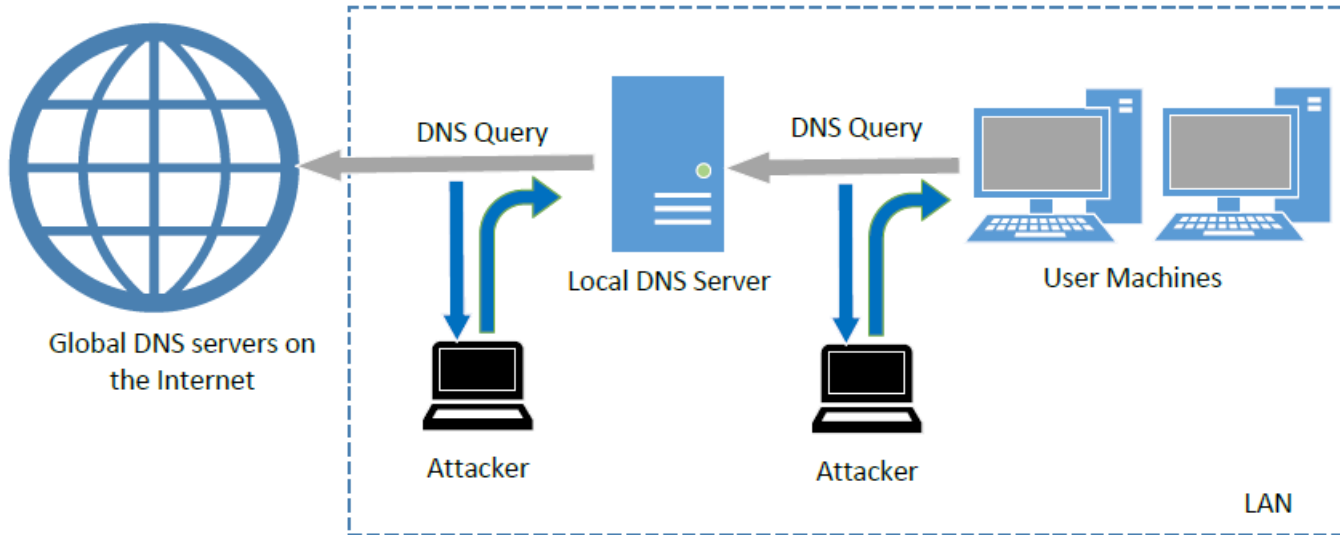 DNS Query
DNS Query
Local DNS Server
User Machines
Global DNS servers on
the Internet
Attacker
Attacker
LAN